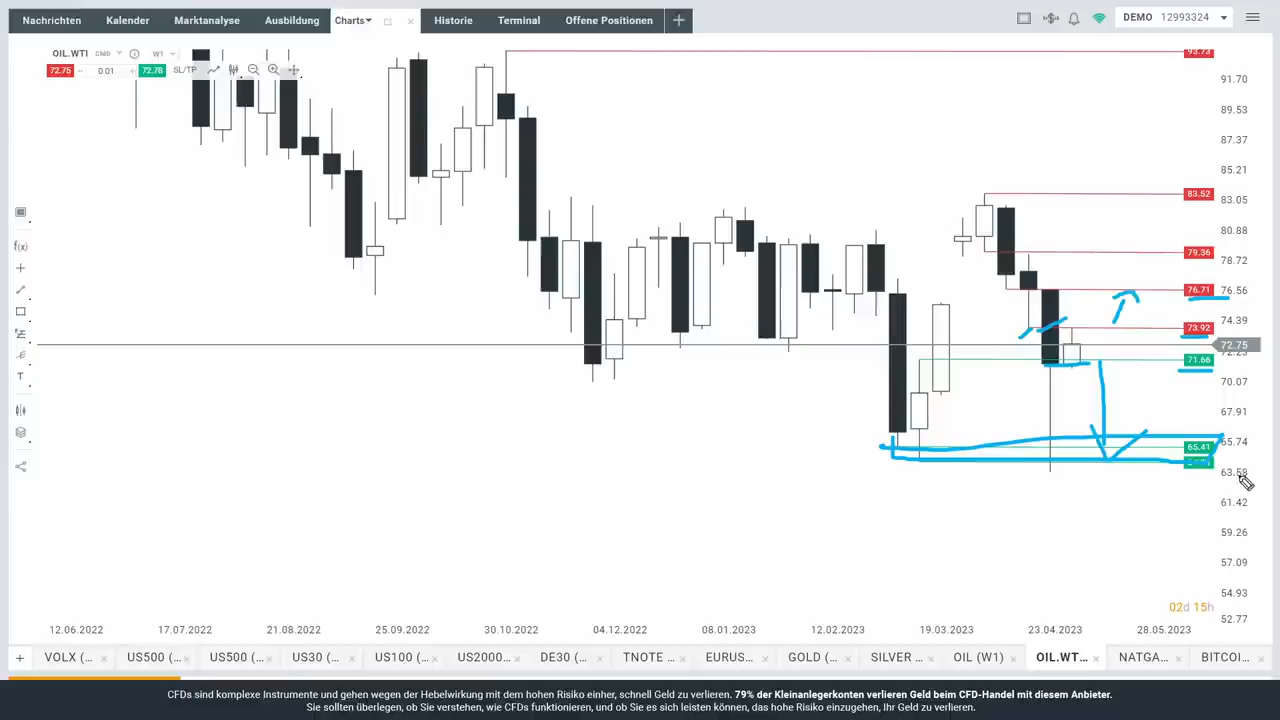 Nachrichten Kalender Marktanalyse Ausbildung Charts Historie Terminal Offene Positionen DEMO 12993324
OIL.WTI CMD W1
72.75 0.01 72.78 SL/TP
93.73
91.70
89.53
87.37
85.21
83.52
83.05
80.88
79.36
78.72
76.71 76.56
74.39
73.92
72.75
72.23
71.66
70.07
67.91
65.74
65.41
63.58
61.42
59.26
57.09
54.93
52.77
f(x)
T
02d 15h
12.06.2022 17.07.2022 21.08.2022 25.09.2022 30.10.2022 04.12.2022 08.01.2023 12.02.2023 19.03.2023 23.04.2023 28.05.2023
VOLX (... US500 (... US500 (... US30 (... US100 (... US2000... DE30 (... TNOTE ... EURUS... GOLD (... SILVER ... OIL (W1) OIL.WT... NATGA... BITCOI...
CFDs sind komplexe Instrumente und gehen wegen der Hebelwirkung mit dem hohen Risiko einher, schnell Geld zu verlieren. 79% der Kleinanlegerkonten verlieren Geld beim CFD-Handel mit diesem Anbieter.
Sie sollten überlegen, ob Sie verstehen, wie CFDs funktionieren, und ob Sie es sich leisten können, das hohe Risiko einzugehen, Ihr Geld zu verlieren.